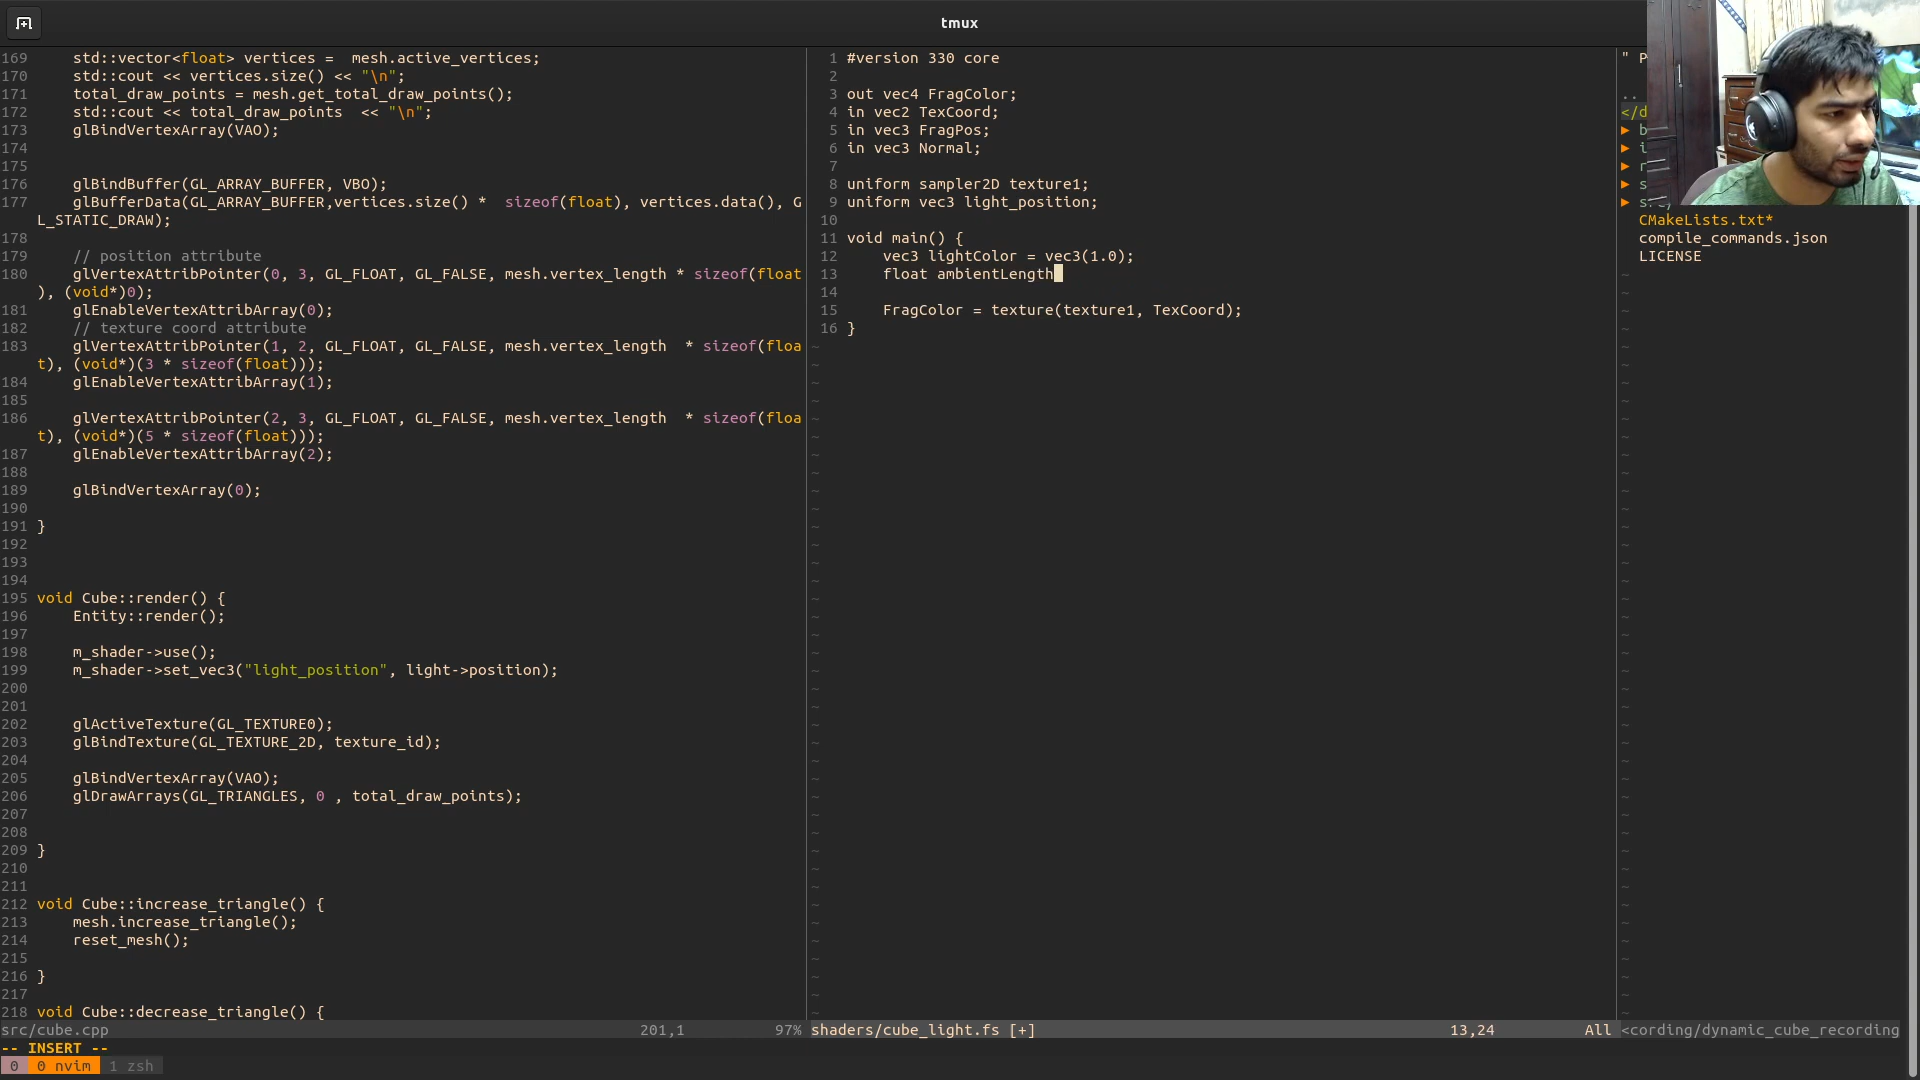 tmux
169 std::vector<float> vertices =  mesh.active_vertices;
170 std::cout << vertices.size() << "\n";
171 total_draw_points = mesh.get_total_draw_points();
172 std::cout << total_draw_points  << "\n";
173 glBindVertexArray(VAO);
174
175
176 glBindBuffer(GL_ARRAY_BUFFER, VBO);
177 glBufferData(GL_ARRAY_BUFFER,vertices.size() *  sizeof(float), vertices.data(), G
L_STATIC_DRAW);
178
179 // position attribute
180 glVertexAttribPointer(0, 3, GL_FLOAT, GL_FALSE, mesh.vertex_length * sizeof(float
), (void*)0);
181 glEnableVertexAttribArray(0);
182 // texture coord attribute
183 glVertexAttribPointer(1, 2, GL_FLOAT, GL_FALSE, mesh.vertex_length  * sizeof(floa
t), (void*)(3 * sizeof(float)));
184 glEnableVertexAttribArray(1);
185
186 glVertexAttribPointer(2, 3, GL_FLOAT, GL_FALSE, mesh.vertex_length  * sizeof(floa
t), (void*)(5 * sizeof(float)));
187 glEnableVertexAttribArray(2);
188
189 glBindVertexArray(0);
190
191 }
192
193
194
195 void Cube::render() {
196 Entity::render();
197
198 m_shader->use();
199 m_shader->set_vec3("light_position", light->position);
200
201
202 glActiveTexture(GL_TEXTURE0);
203 glBindTexture(GL_TEXTURE_2D, texture_id);
204
205 glBindVertexArray(VAO);
206 glDrawArrays(GL_TRIANGLES, 0 , total_draw_points);
207
208
209 }
210
211
212 void Cube::increase_triangle() {
213 mesh.increase_triangle();
214 reset_mesh();
215
216 }
217
218 void Cube::decrease_triangle() {
src/cube.cpp 201,1 97%
1 #version 330 core
2
3 out vec4 FragColor;
4 in vec2 TexCoord;
5 in vec3 FragPos;
6 in vec3 Normal;
7
8 uniform sampler2D texture1;
9 uniform vec3 light_position;
10
11 void main() {
12 vec3 lightColor = vec3(1.0);
13 float ambientLength
14
15 FragColor = texture(texture1, TexCoord);
16 }
shaders/cube_light.fs [+] 13,24 All
" P
..
</d
▶ b
▶ i
▶ r
▶ s
▶
CMakeLists.txt*
compile_commands.json
LICENSE
<cording/dynamic_cube_recording
-- INSERT --
0 0 nvim 1 zsh